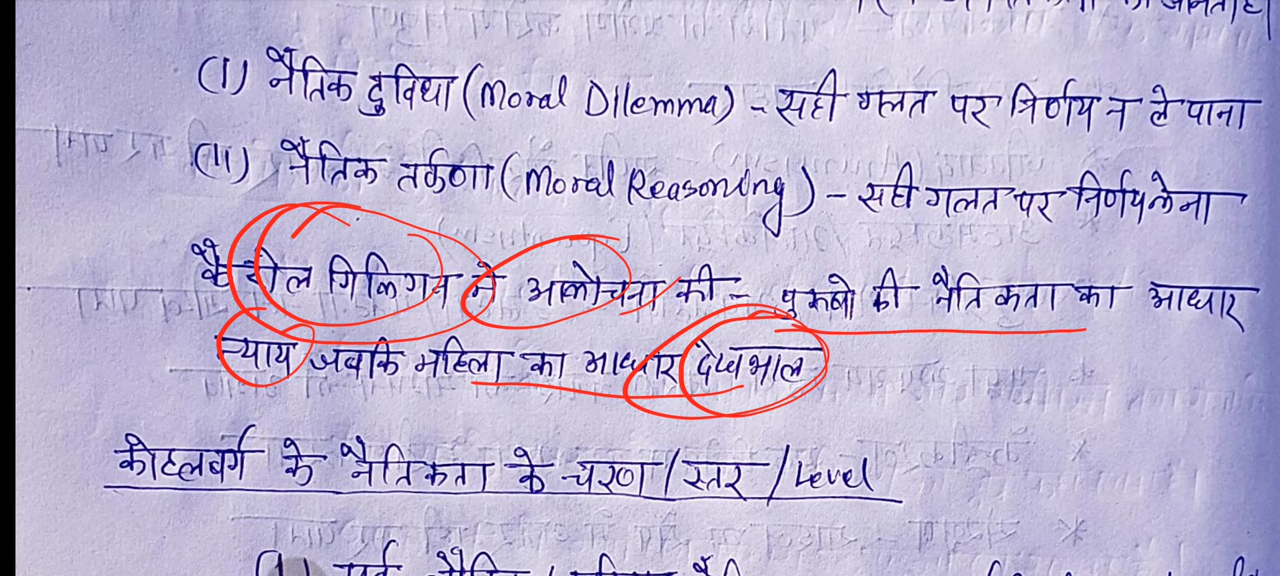 (I) नैतिक दुविधा (Moral Dilemma) - सही गलत पर निर्णय न ले पाना
(II) नैतिक तर्कणा (Moral Reasoning) - सही गलत पर निर्णय लेना
कैरोल गिलिगन ने आलोचना की - पुरुषो की नैतिकता का आधार
न्याय जबकि महिला का आधार देखभाल
कोहलबर्ग के नैतिकता के चरण/स्तर/Level